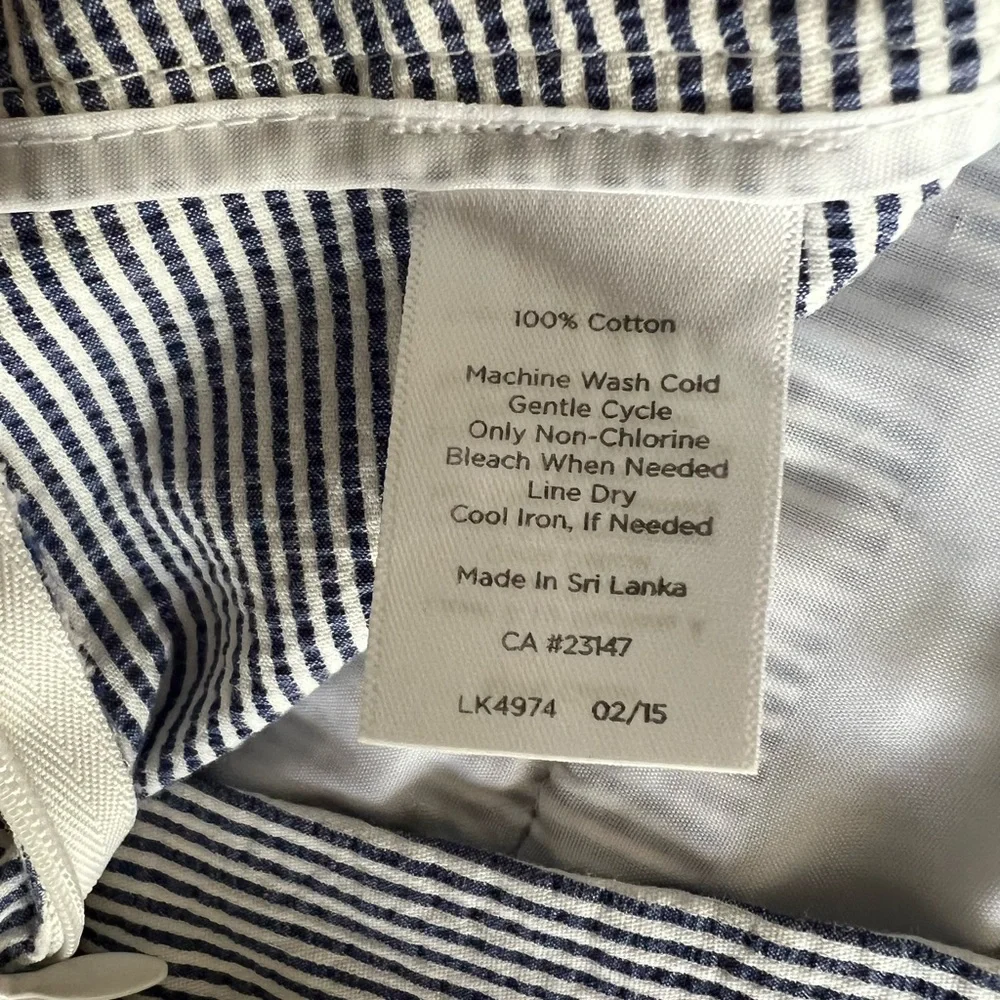 100% Cotton
Machine Wash Cold
Gentle Cycle
Only Non-Chlorine
Bleach When Needed
Line Dry
Cool Iron, If Needed
Made In Sri Lanka
CA #23147
LK4974 02/15